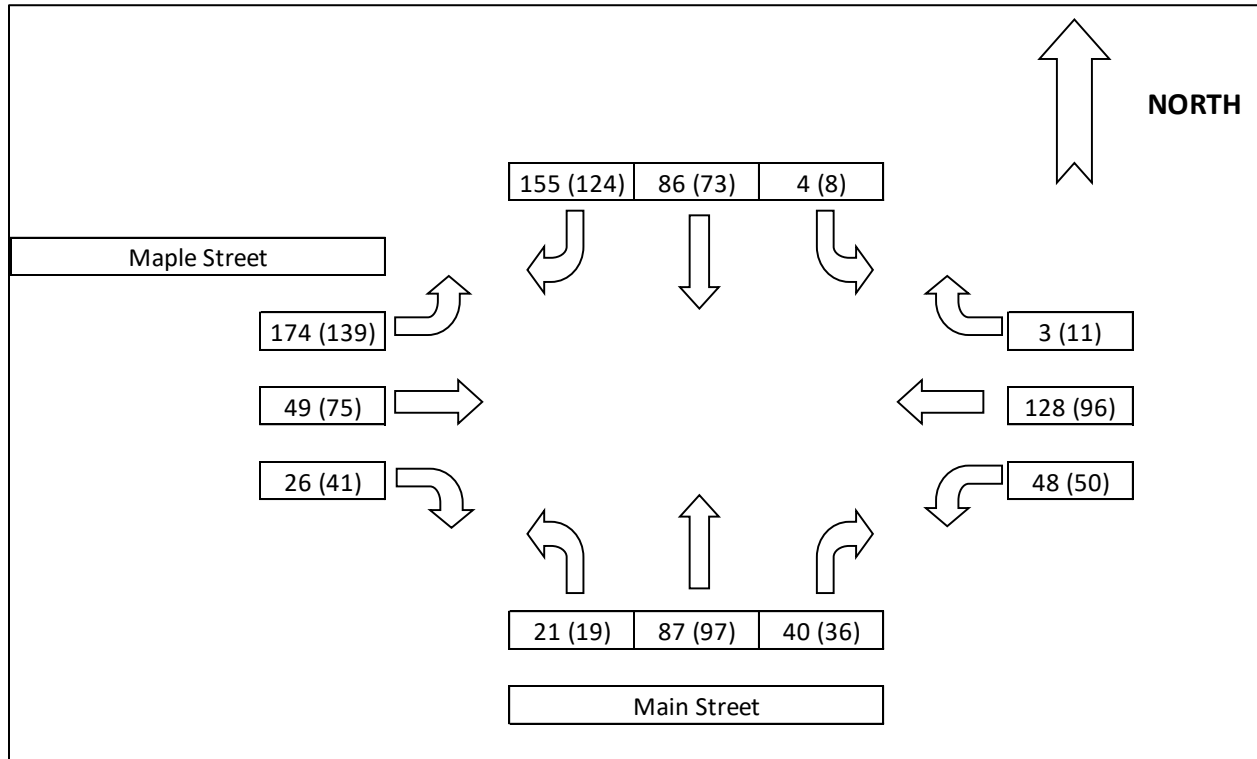 NORTH
155 (124) 86 (73) 4 (8)
Maple Street
174 (139) 3 (11)
49 (75) 128 (96)
26 (41) 48 (50)
21 (19) 87 (97) 40 (36)
Main Street